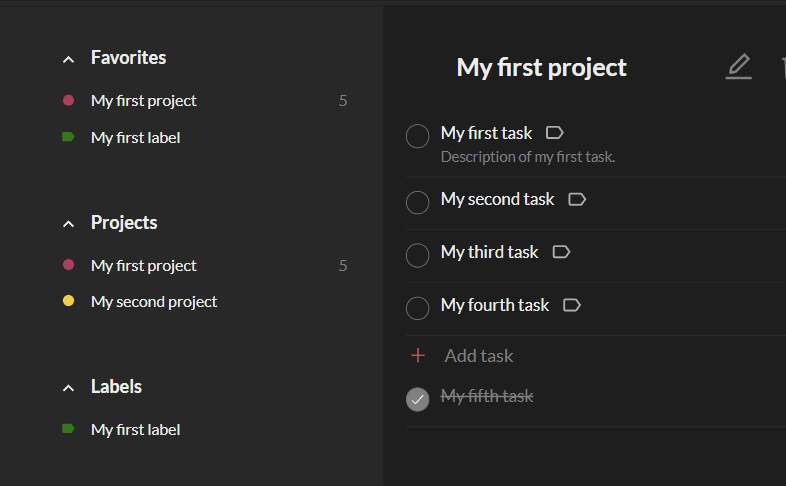 Favorites
My first project 5
My first label
Projects
My first project 5
My second project
Labels
My first label
My first project
My first task
Description of my first task.
My second task
My third task
My fourth task
+ Add task
My fifth task